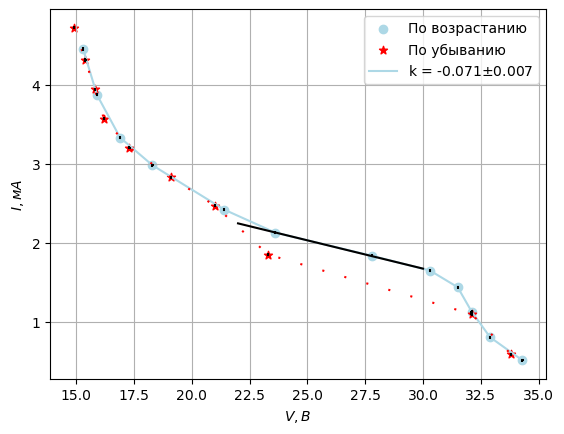 По возрастанию
По убыванию
k = -0.071±0.007
4
3
2
1
I, мА
15.0 17.5 20.0 22.5 25.0 27.5 30.0 32.5 35.0
V, В